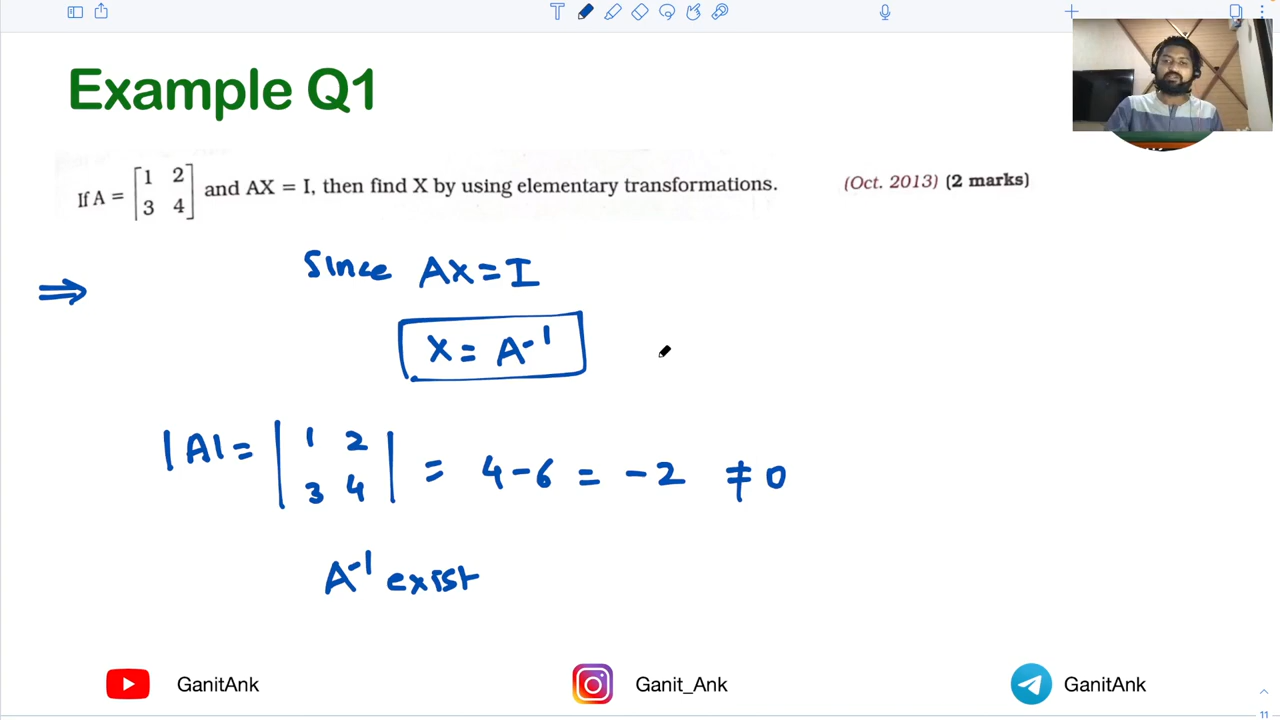 Example Q1
If A = [1 2
3 4] and AX = I, then find X by using elementary transformations. (Oct. 2013) (2 marks)
⇒ Since AX = I
X = A⁻¹
|A| = |1 2
3 4| = 4 - 6 = -2 ≠ 0
A⁻¹ exist
GanitAnk Ganit_Ank GanitAnk
11